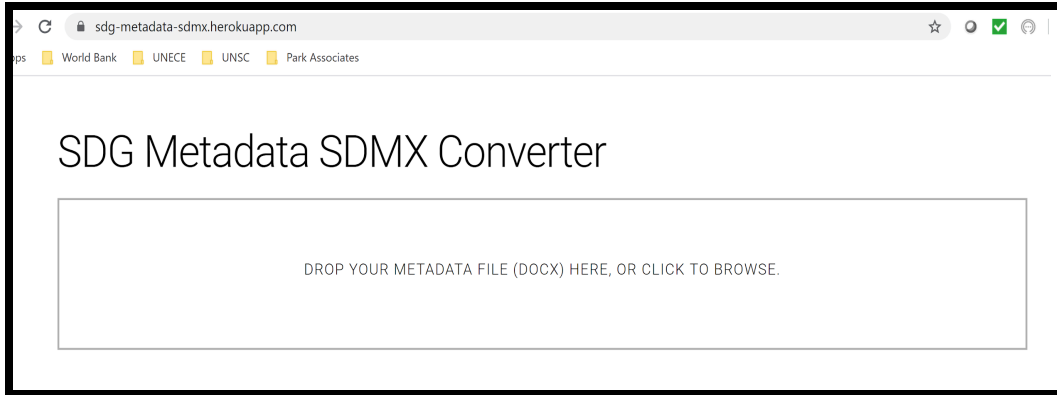 sdg-metadata-sdmx.herokuapp.com
ps World Bank UNECE UNSC Park Associates
SDG Metadata SDMX Converter
DROP YOUR METADATA FILE (DOCX) HERE, OR CLICK TO BROWSE.